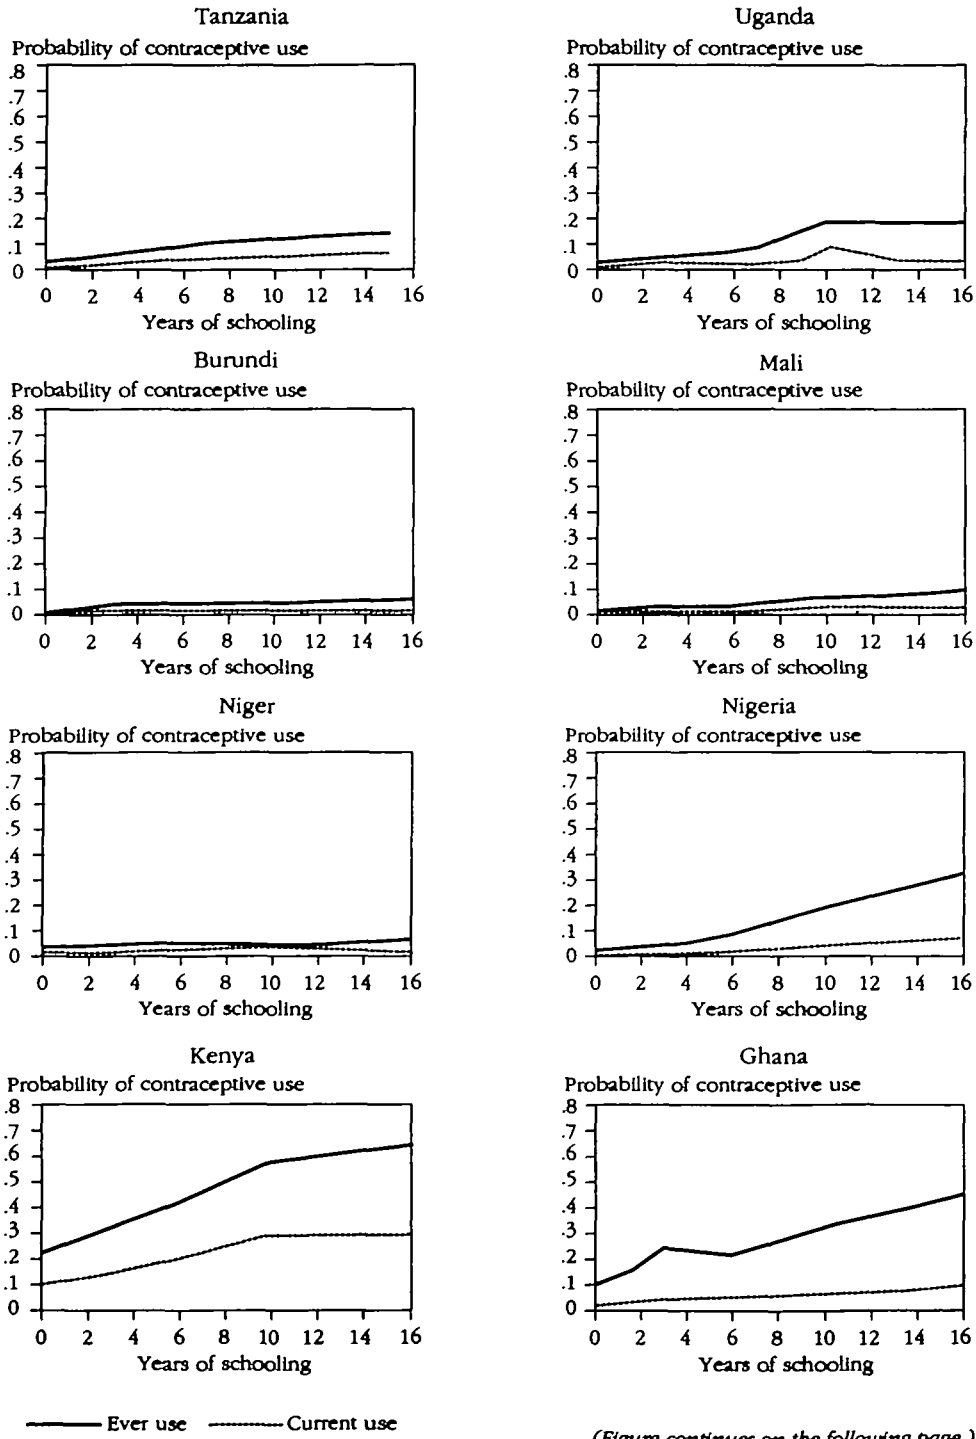 Tanzania
Probability of contraceptive use
.8
.7
.6
.5
.4
.3
.2
.1
0
0 2 4 6 8 10 12 14 16
Years of schooling
Uganda
Probability of contraceptive use
.8
.7
.6
.5
.4
.3
.2
.1
0
0 2 4 6 8 10 12 14 16
Years of schooling
Burundi
Probability of contraceptive use
.8
.7
.6
.5
.4
.3
.2
.1
0
0 2 4 6 8 10 12 14 16
Years of schooling
Mali
Probability of contraceptive use
.8
.7
.6
.5
.4
.3
.2
.1
0
0 2 4 6 8 10 12 14 16
Years of schooling
Niger
Probability of contraceptive use
.8
.7
.6
.5
.4
.3
.2
.1
0
0 2 4 6 8 10 12 14 16
Years of schooling
Nigeria
Probability of contraceptive use
.8
.7
.6
.5
.4
.3
.2
.1
0
0 2 4 6 8 10 12 14 16
Years of schooling
Kenya
Probability of contraceptive use
.8
.7
.6
.5
.4
.3
.2
.1
0
0 2 4 6 8 10 12 14 16
Years of schooling
Ghana
Probability of contraceptive use
.8
.7
.6
.5
.4
.3
.2
.1
0
0 2 4 6 8 10 12 14 16
Years of schooling
Ever use Current use
(Figure continues on the following page.)